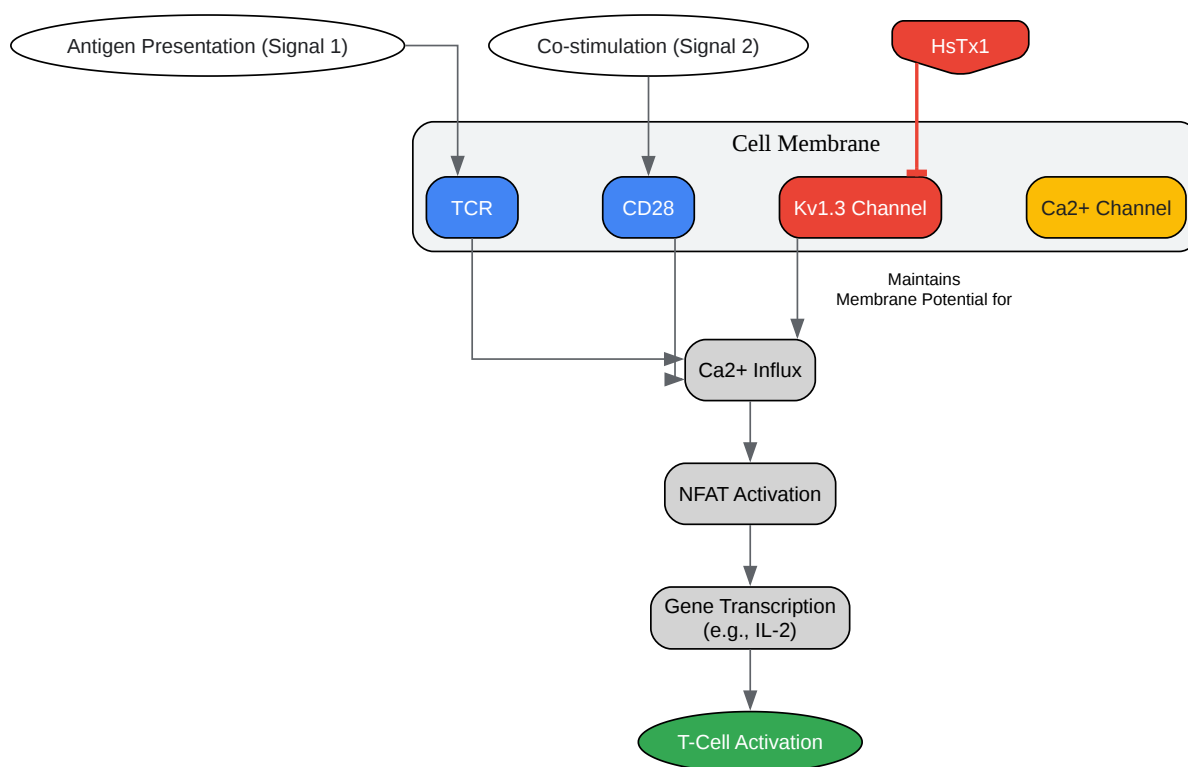 Antigen Presentation (Signal 1)
Co-stimulation (Signal 2)
HsTx1
Cell Membrane
TCR
CD28
Kv1.3 Channel
Ca2+ Channel
Maintains
Membrane Potential for
Ca2+ Influx
NFAT Activation
Gene Transcription
(e.g., IL-2)
T-Cell Activation